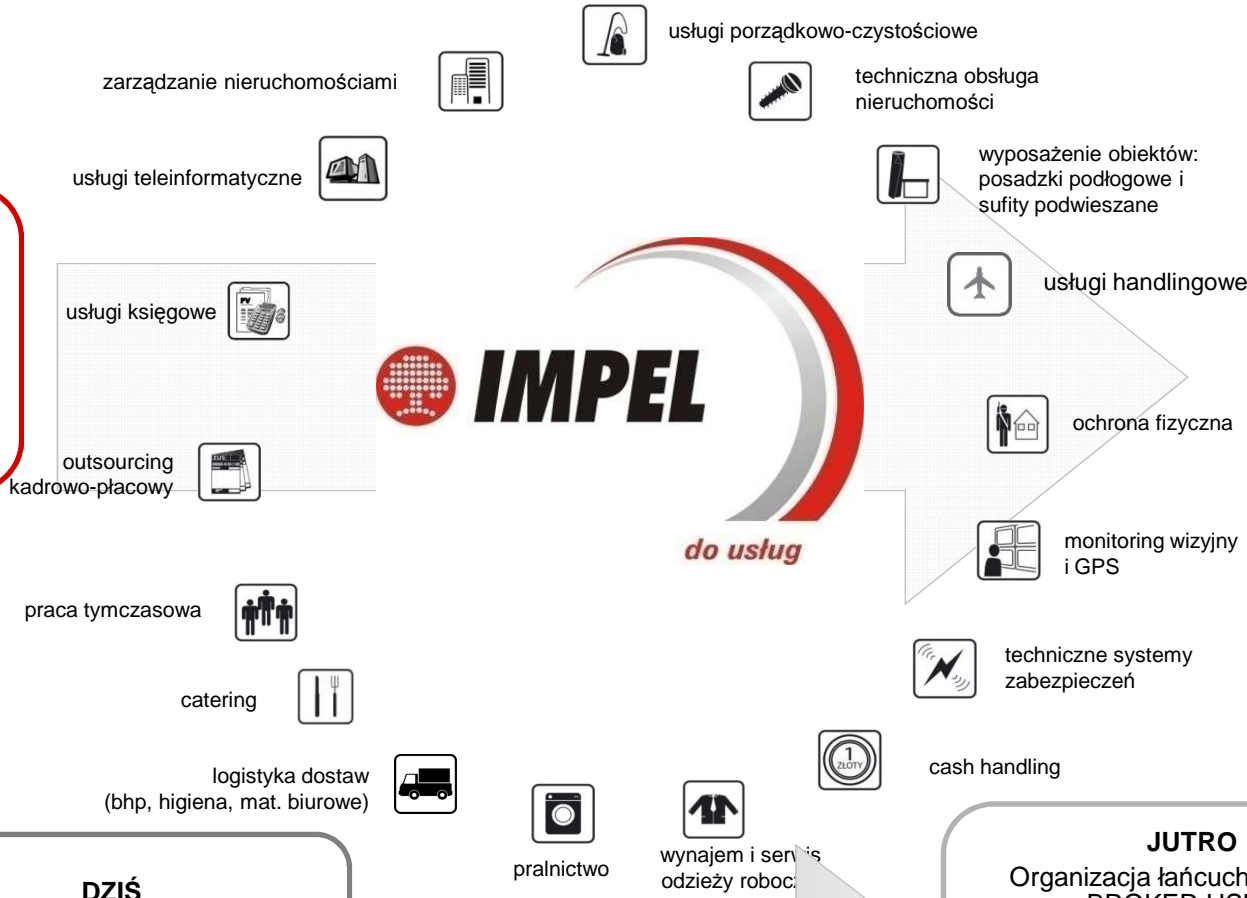 usługi porządkowo-czystościowe
zarządzanie nieruchomościami
techniczna obsługa
nieruchomości
usługi teleinformatyczne
wyposażenie obiektów:
posadzki podłogowe i
sufity podwieszane
usługi handlingowe
usługi księgowe
PV
IMPEL
do usług
ochrona fizyczna
outsourcing
kadrowo-płacowy
ZUS
monitoring wizyjny
i GPS
praca tymczasowa
techniczne systemy
zabezpieczeń
catering
cash handling
1
ZŁOTY
logistyka dostaw
(bhp, higiena, mat. biurowe)
pralnictwo
wynajem i serwis
odzieży
DZIŚ
JUTRO
Organizacja